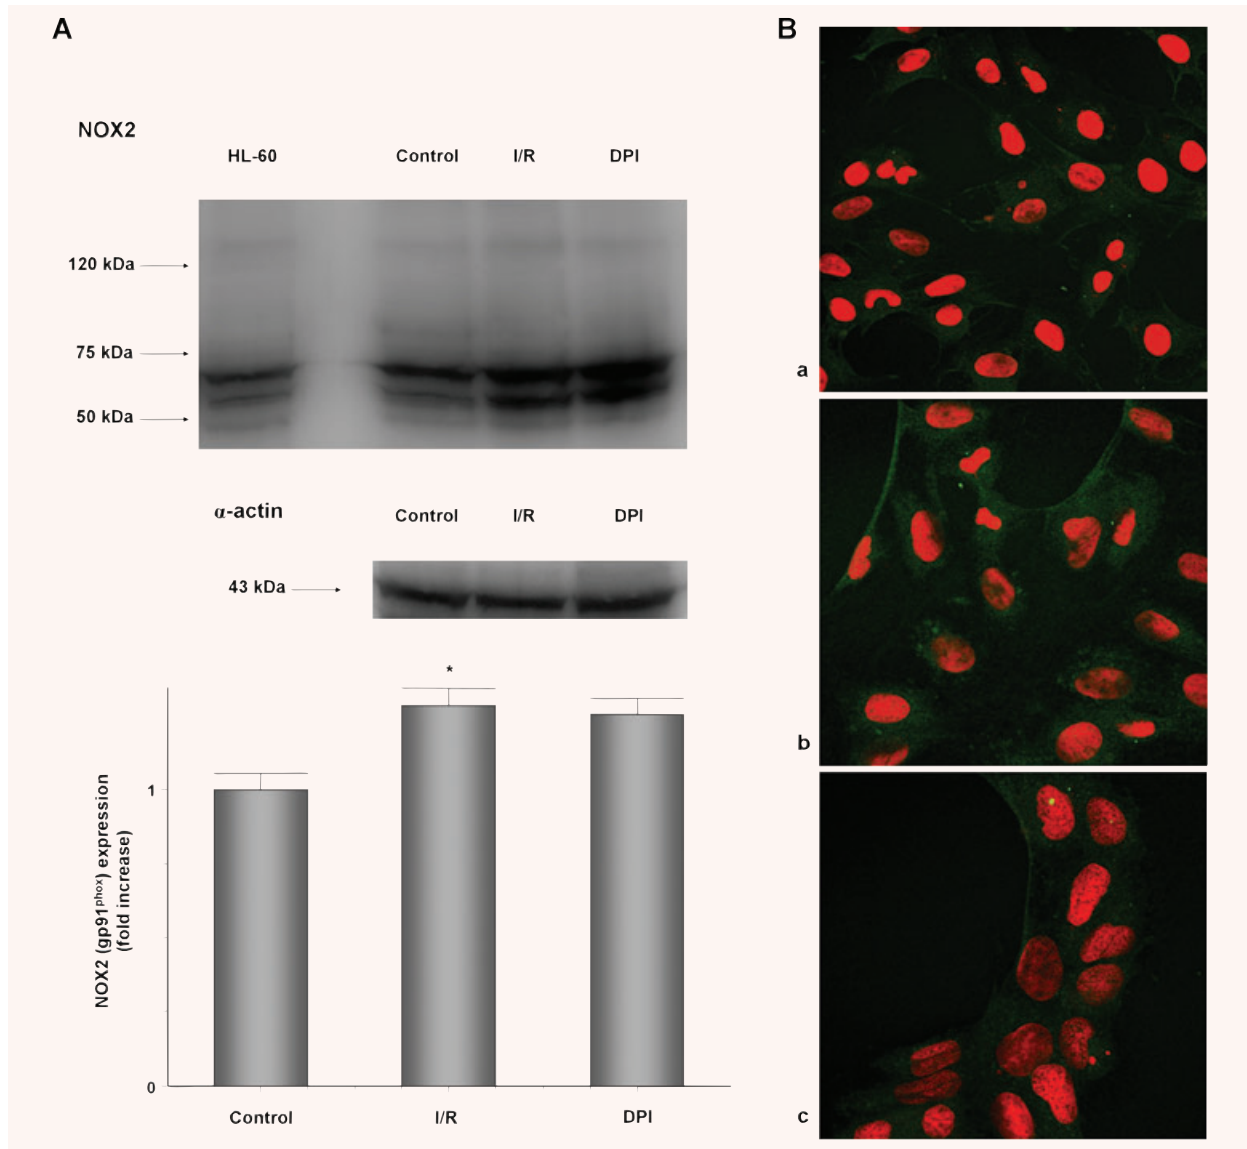 A
NOX2
HL-60 Control I/R DPI
120 kDa
75 kDa
50 kDa
α-actin
Control I/R DPI
43 kDa
*
NOX2 (gp91phox) expression
(fold increase)
1
0
Control I/R DPI
B
a
b
c